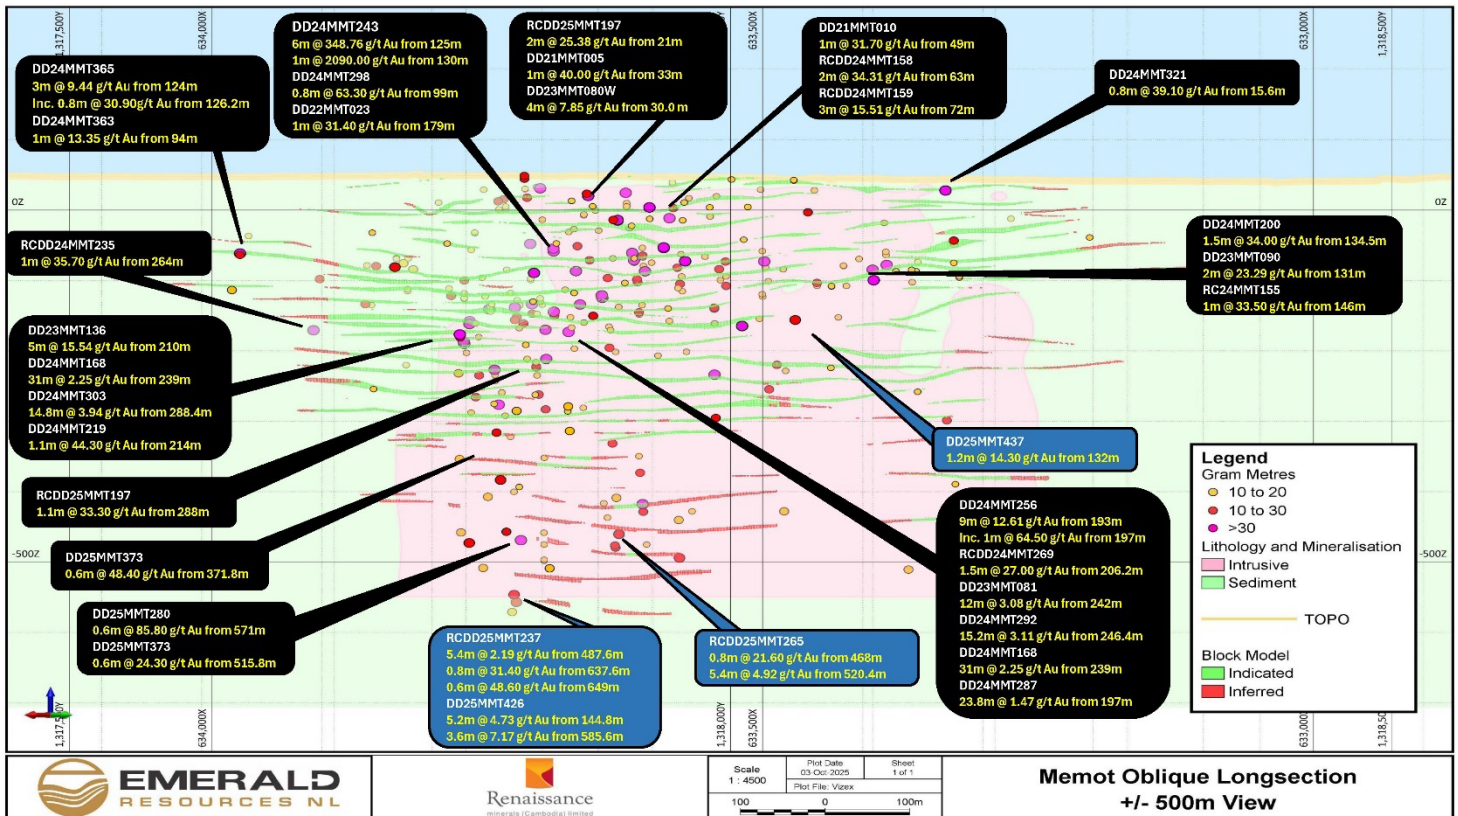 1,317,500Y
634,000X
1,318,000Y
633,500X
633,000X
1,318,500Y
DD24MMT365
3m @ 9.44 g/t Au from 124m
Inc. 0.8m @ 30.90g/t Au from 126.2m
DD24MMT363
1m @ 13.35 g/t Au from 94m
DD24MMT243
6m @ 348.76 g/t Au from 125m
1m @ 2090.00 g/t Au from 130m
DD24MMT298
0.8m @ 63.30 g/t Au from 99m
DD22MMT023
1m @ 31.40 g/t Au from 179m
RCDD25MMT197
2m @ 25.38 g/t Au from 21m
DD21MMT005
1m @ 40.00 g/t Au from 33m
DD23MMT080W
4m @ 7.85 g/t Au from 30.0 m
DD21MMT010
1m @ 31.70 g/t Au from 49m
RCDD24MMT158
2m @ 34.31 g/t Au from 63m
RCDD24MMT159
3m @ 15.51 g/t Au from 72m
DD24MMT321
0.8m @ 39.10 g/t Au from 15.6m
0Z
0Z
RCDD24MMT235
1m @ 35.70 g/t Au from 264m
DD24MMT200
1.5m @ 34.00 g/t Au from 134.5m
DD23MMT090
2m @ 23.29 g/t Au from 131m
RC24MMT155
1m @ 33.50 g/t Au from 146m
DD23MMT136
5m @ 15.54 g/t Au from 210m
DD24MMT168
31m @ 2.25 g/t Au from 239m
DD24MMT303
14.8m @ 3.94 g/t Au from 288.4m
DD24MMT219
1.1m @ 44.30 g/t Au from 214m
DD25MMT437
1.2m @ 14.30 g/t Au from 132m
RCDD25MMT197
1.1m @ 33.30 g/t Au from 288m
DD25MMT373
0.6m @ 48.40 g/t Au from 371.8m
DD25MMT280
0.6m @ 85.80 g/t Au from 571m
DD25MMT373
0.6m @ 24.30 g/t Au from 515.8m
RCDD25MMT237
5.4m @ 2.19 g/t Au from 487.6m
0.8m @ 31.40 g/t Au from 637.6m
0.6m @ 48.60 g/t Au from 649m
DD25MMT426
5.2m @ 4.73 g/t Au from 144.8m
3.6m @ 7.17 g/t Au from 585.6m
RCDD25MMT265
0.8m @ 21.60 g/t Au from 468m
5.4m @ 4.92 g/t Au from 520.4m
DD24MMT256
9m @ 12.61 g/t Au from 193m
Inc. 1m @ 64.50 g/t Au from 197m
RCDD24MMT269
1.5m @ 27.00 g/t Au from 206.2m
DD23MMT081
12m @ 3.08 g/t Au from 242m
DD24MMT292
15.2m @ 3.11 g/t Au from 246.4m
DD24MMT168
31m @ 2.25 g/t Au from 239m
DD24MMT287
23.8m @ 1.47 g/t Au from 197m
-500Z
-500Z
Legend
Gram Metres
10 to 20
10 to 30
>30
Lithology and Mineralisation
Intrusive
Sediment
TOPO
Block Model
Indicated
Inferred
634,000X
1,318,000Y
633,500X
633,000X
EMERALD
RESOURCES NL
Renaissance
minerals (Cambodia) limited
Scale
1 : 4500
Plot Date
03-Oct-2025
Sheet
1 of 1
Plot File: Vizex
100 0 100m
Memot Oblique Longsection
+/- 500m View